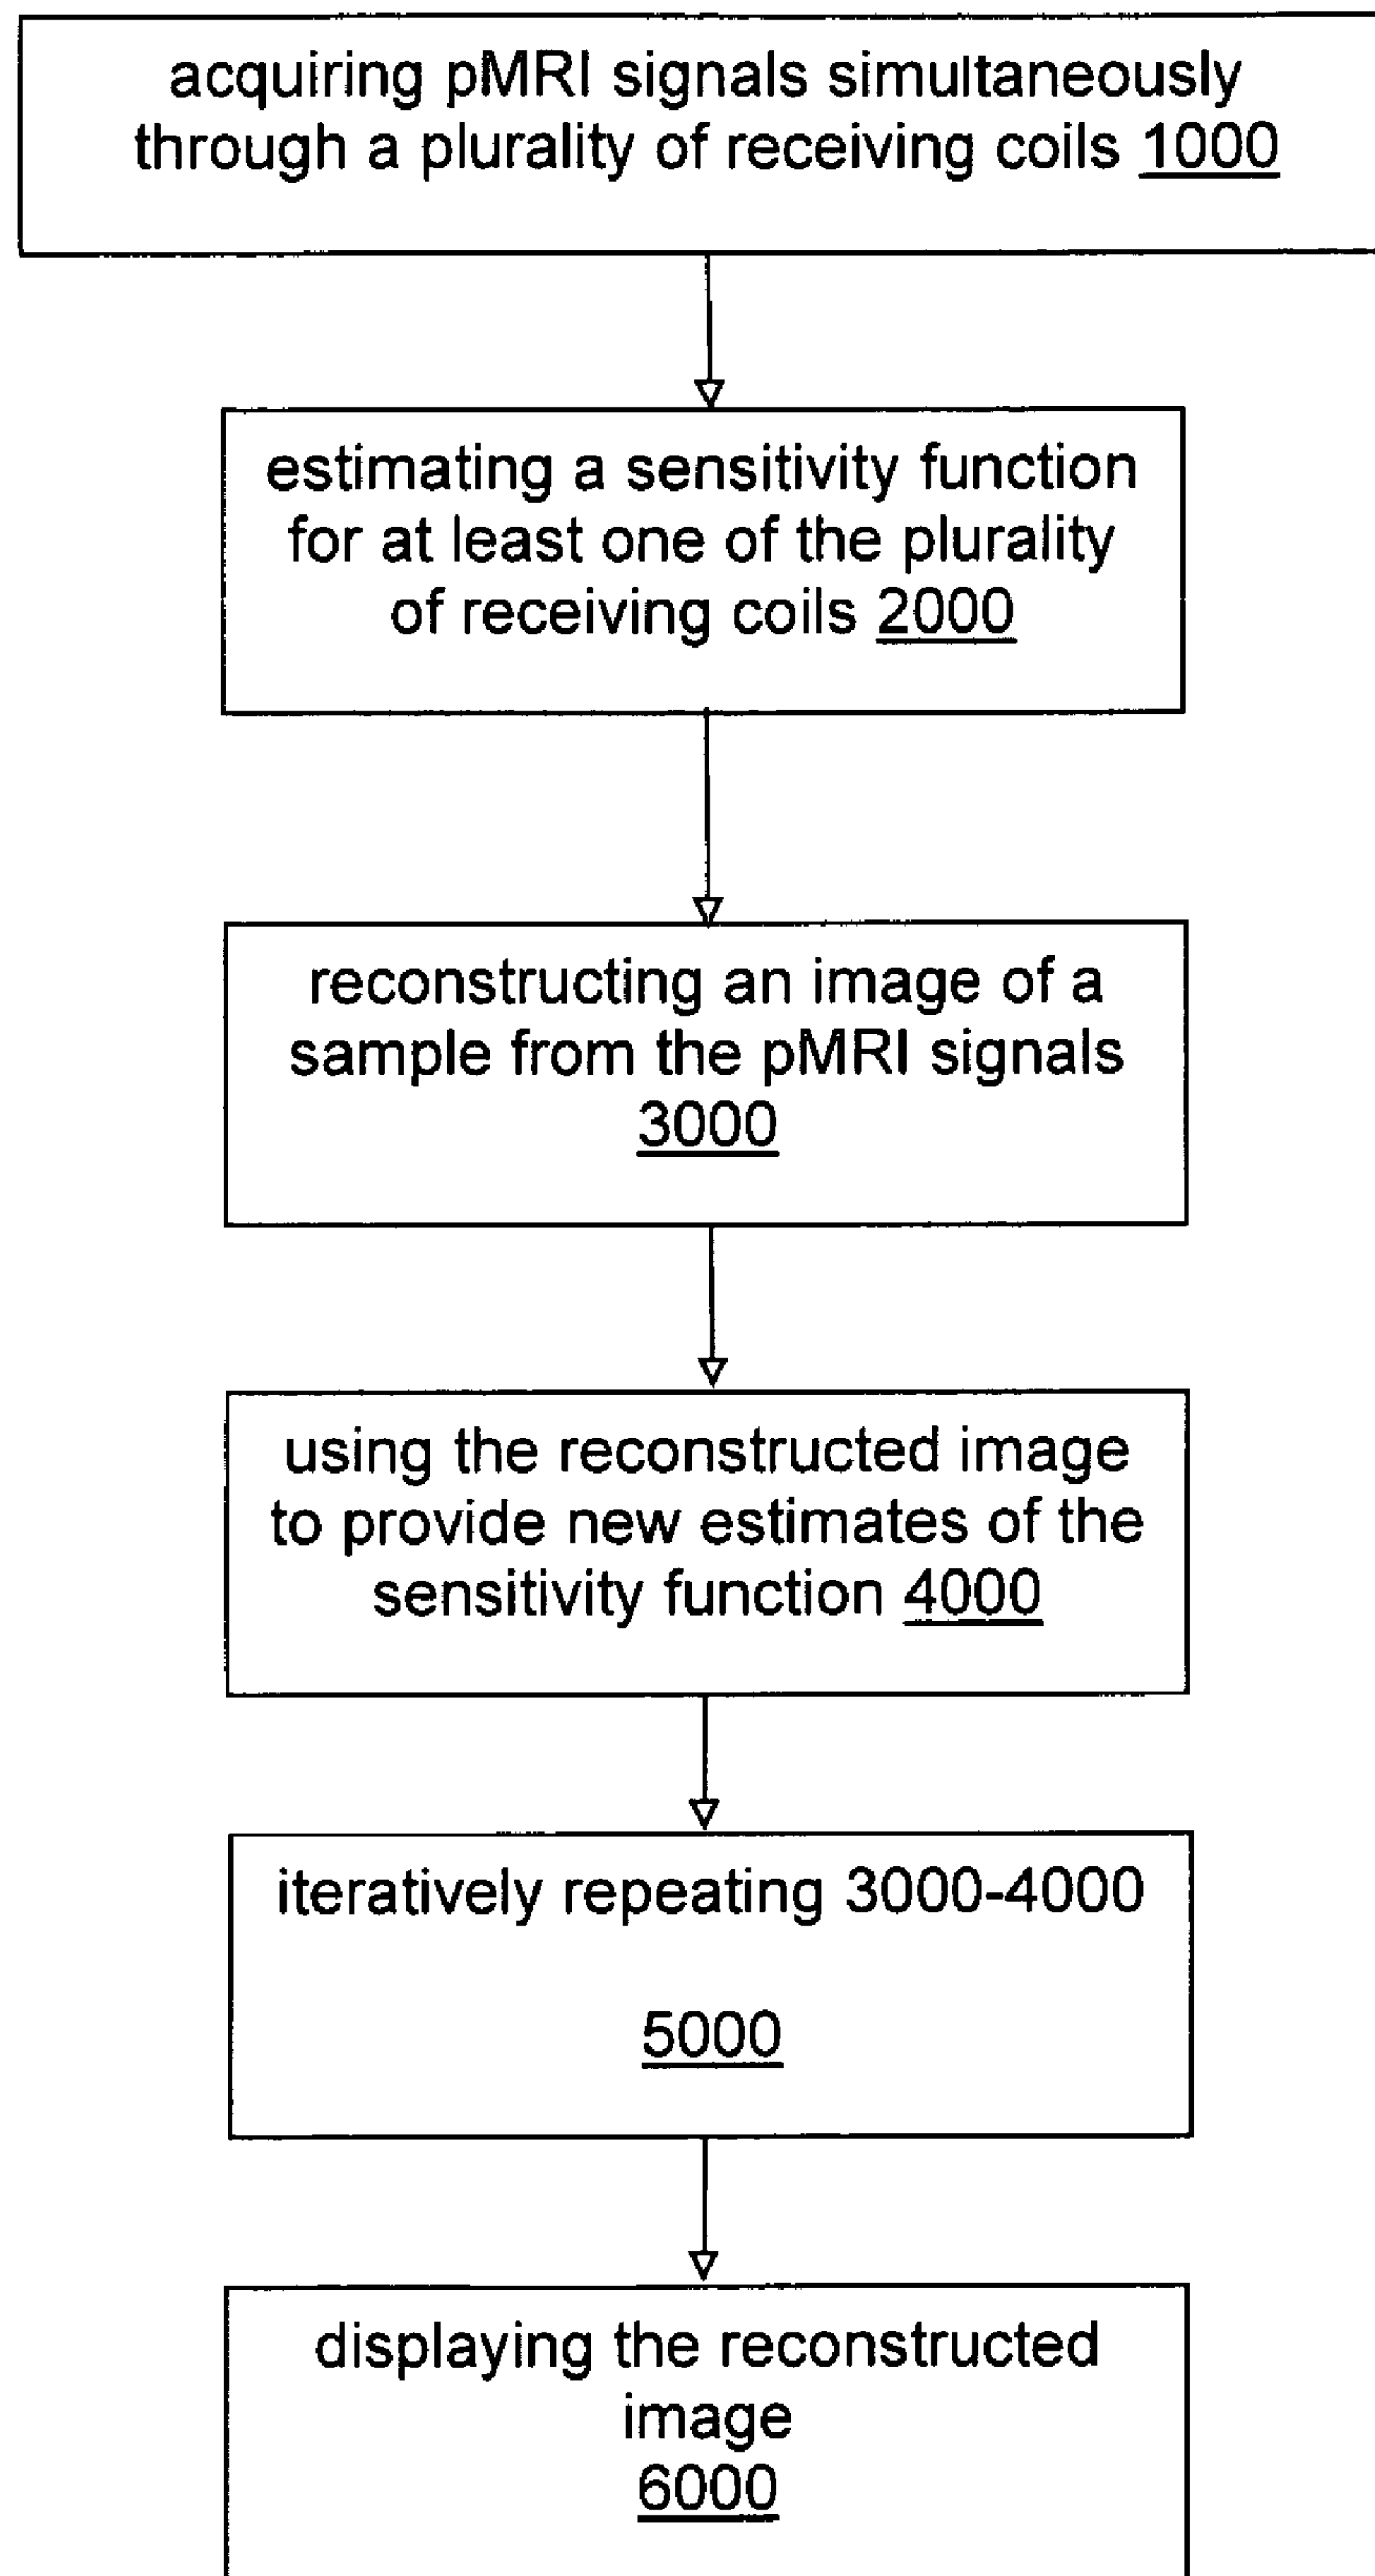 acquiring pMRI signals simultaneously
through a plurality of receiving coils 1000
estimating a sensitivity function
for at least one of the plurality
of receiving coils 2000
reconstructing an image of a
sample from the pMRI signals
3000
using the reconstructed image
to provide new estimates of the
sensitivity function 4000
iteratively repeating 3000-4000
5000
displaying the reconstructed
image
6000